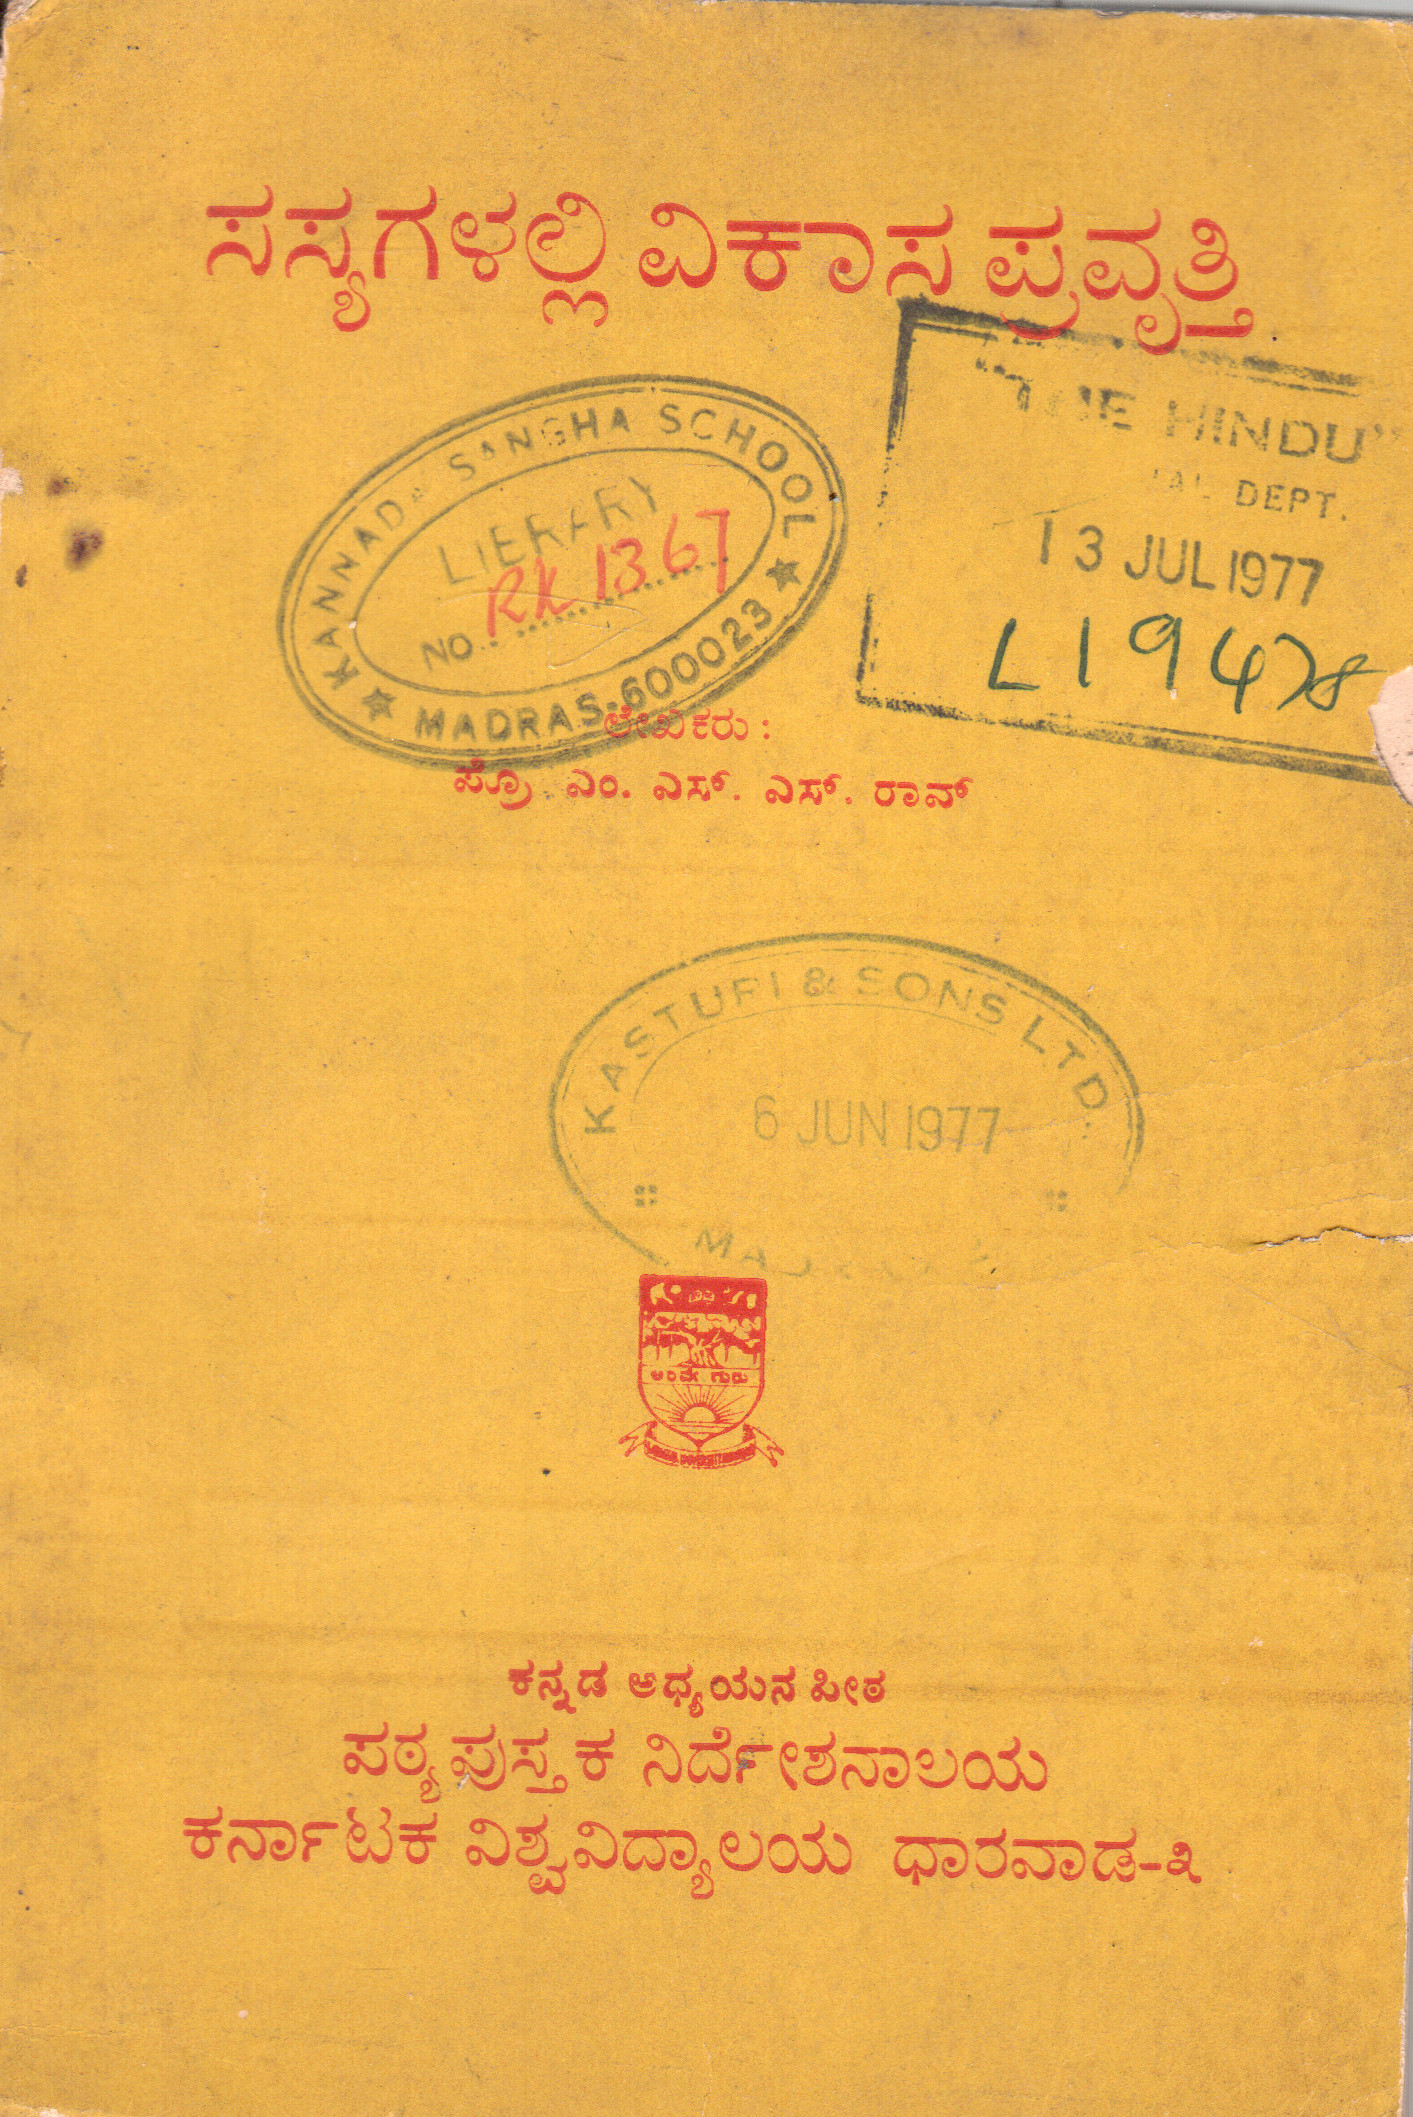 ಸಸ್ಯಗಳಲ್ಲಿ ವಿಕಾಸ ಪ್ರವೃತ್ತಿ
"THE HINDU"
DEPT.
13 JUL 1977
L19478
KANNADA SANGHA SCHOOL
LIBRARY
NO. RK 1367
MADRAS-600023
ಲೇಖಕರು :
ಪ್ರೊ. ಎಂ. ಎಸ್. ಎಸ್. ರಾವ್
KASTURI & SONS LTD.
6 JUN 1977
ಅರಿವೇ ಗುರು
ಕನ್ನಡ ಅಧ್ಯಯನ ಪೀಠ
ಪಠ್ಯಪುಸ್ತಕ ನಿರ್ದೇಶನಾಲಯ
ಕರ್ನಾಟಕ ವಿಶ್ವವಿದ್ಯಾಲಯ ಧಾರವಾಡ-೩